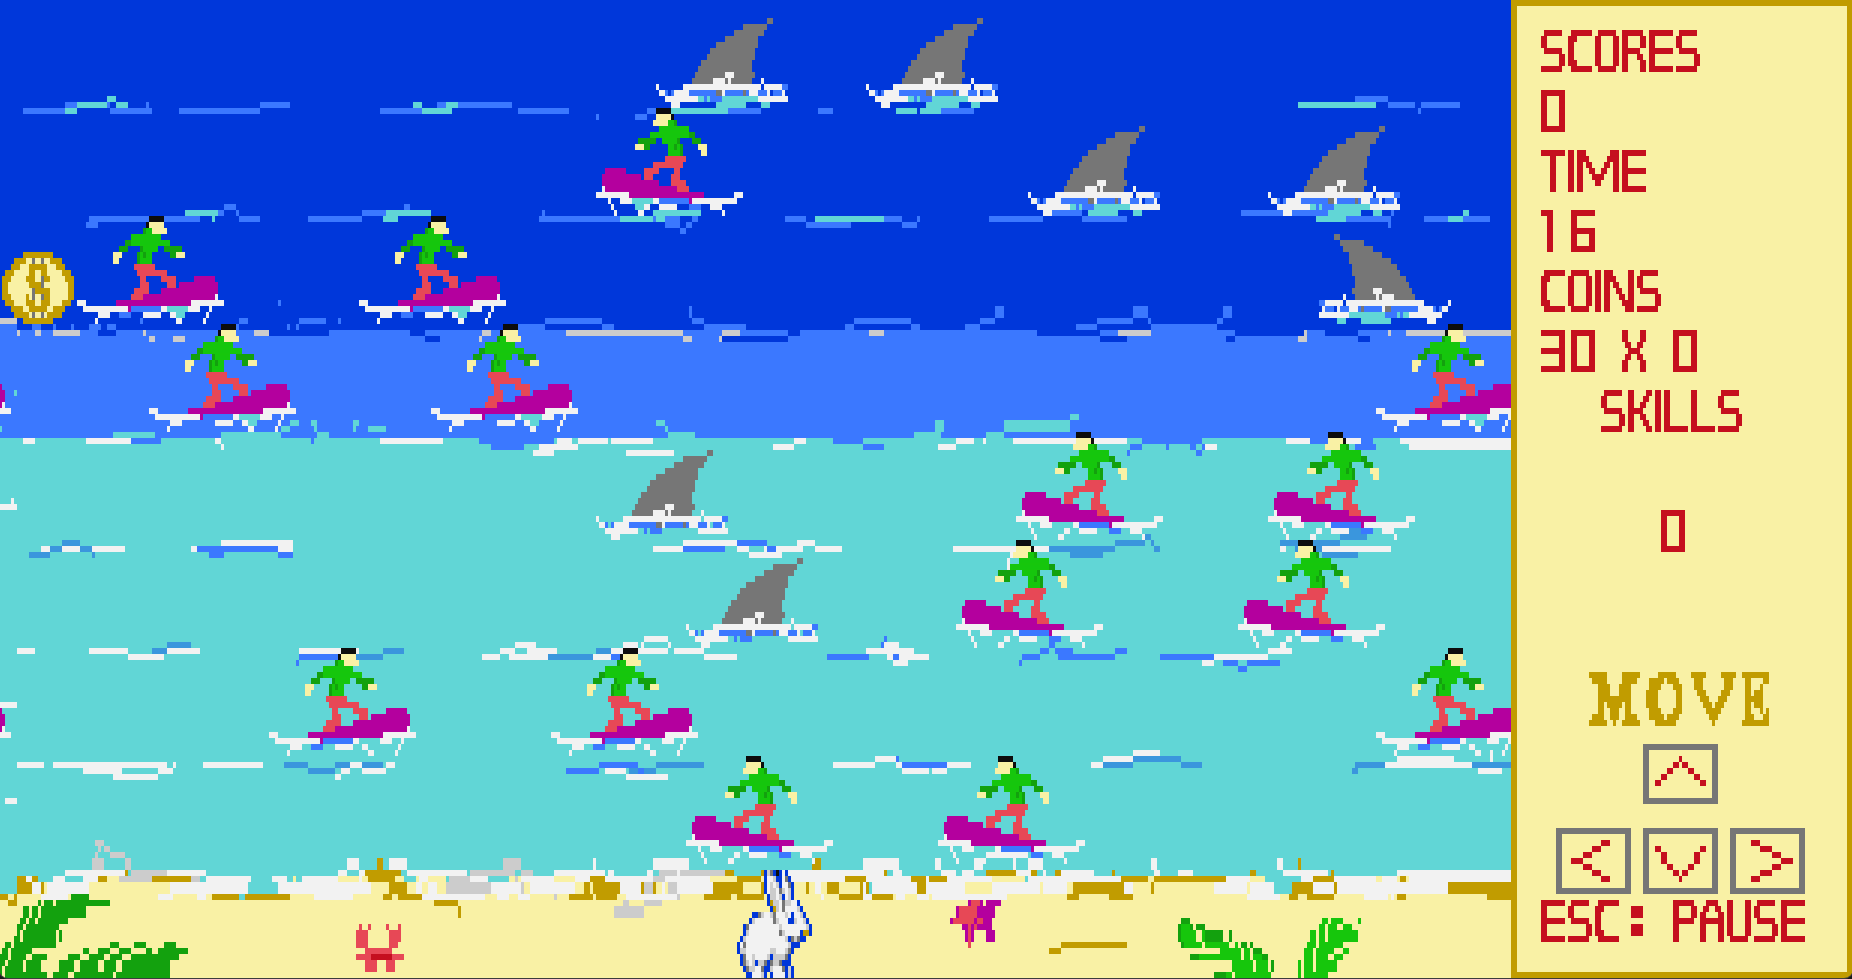 $
SCORES
0
TIME
16
COINS
30 X 0
SKILLS
0
MOVE
ESC: PAUSE